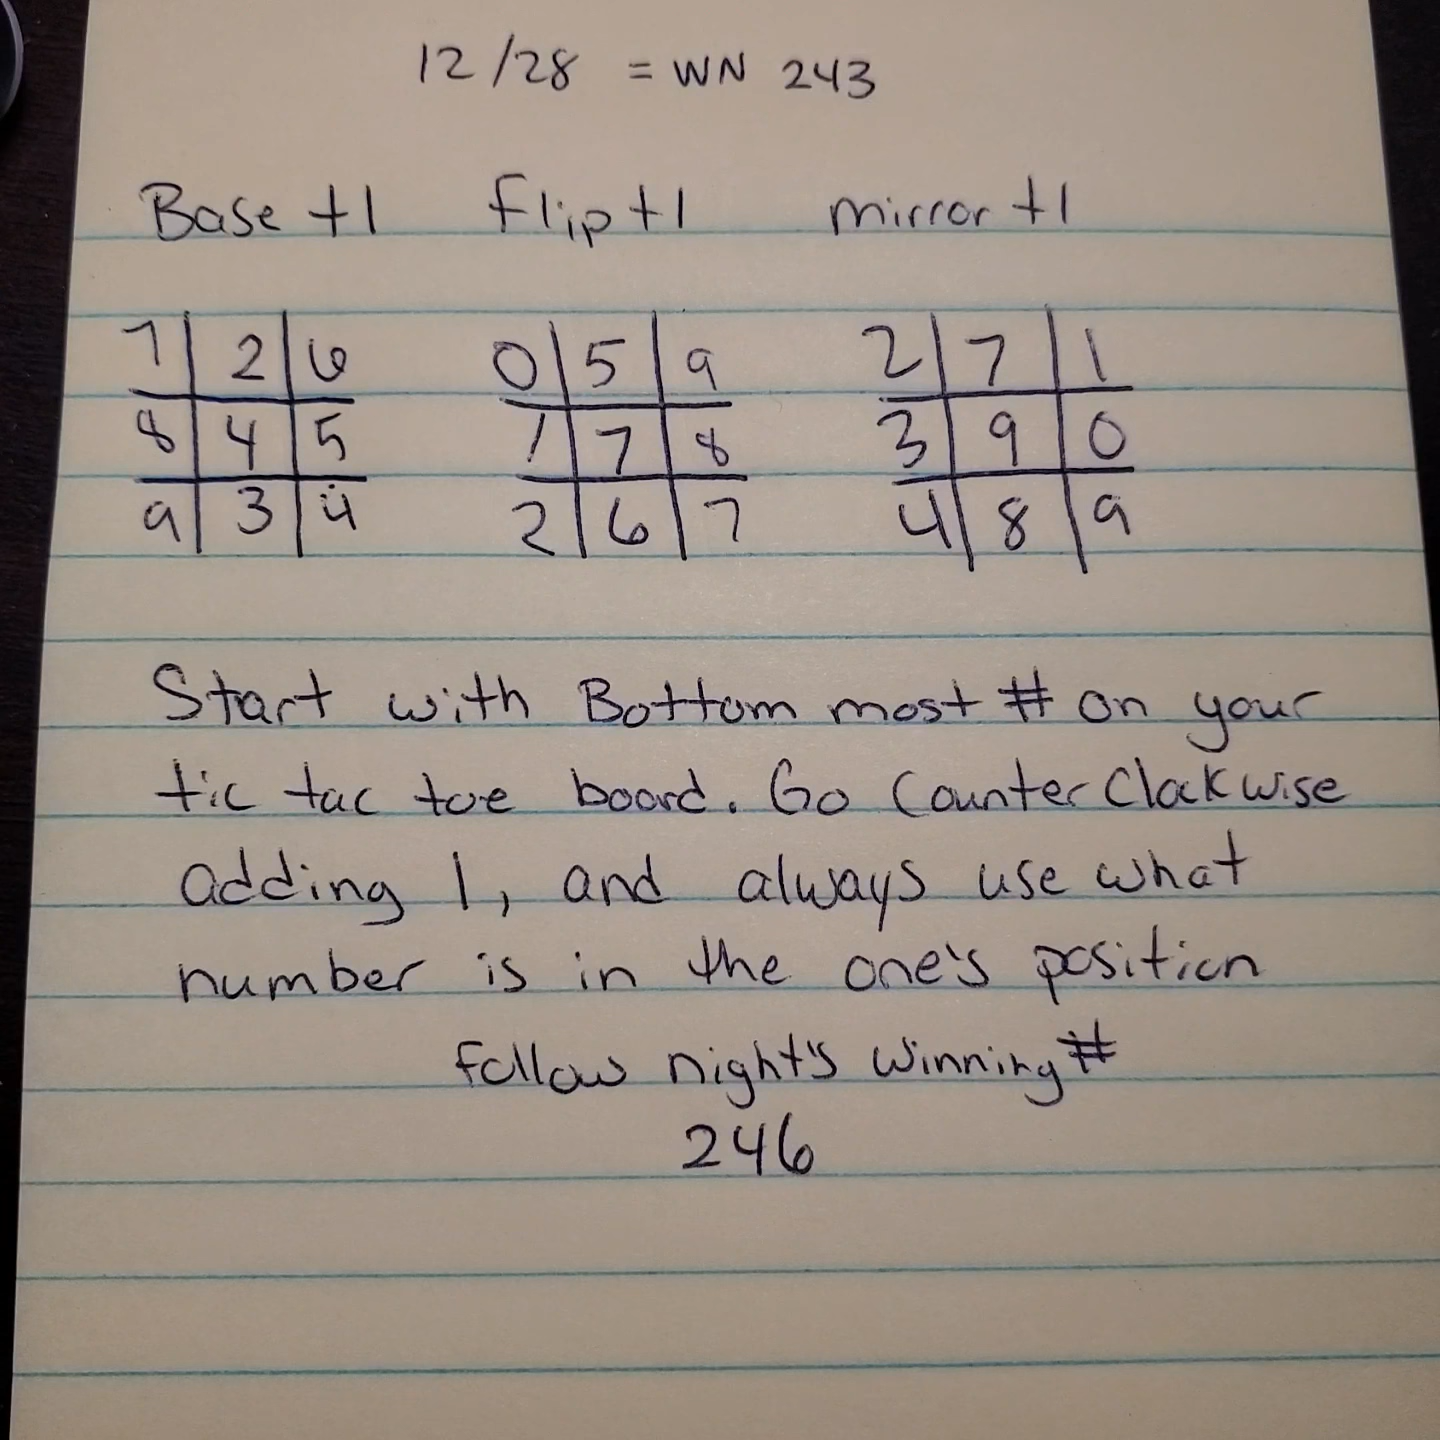 12/28 = WN 243
Base +1 flip +1 mirror +1
7 2 6 0 5 9 2 7 1
8 4 5 1 7 8 3 9 0
9 3 4 2 6 7 4 8 9
Start with Bottom most # on your
tic tac toe board. Go Counter Clockwise
adding 1, and always use what
number is in the one's position
follow night's winning #
246